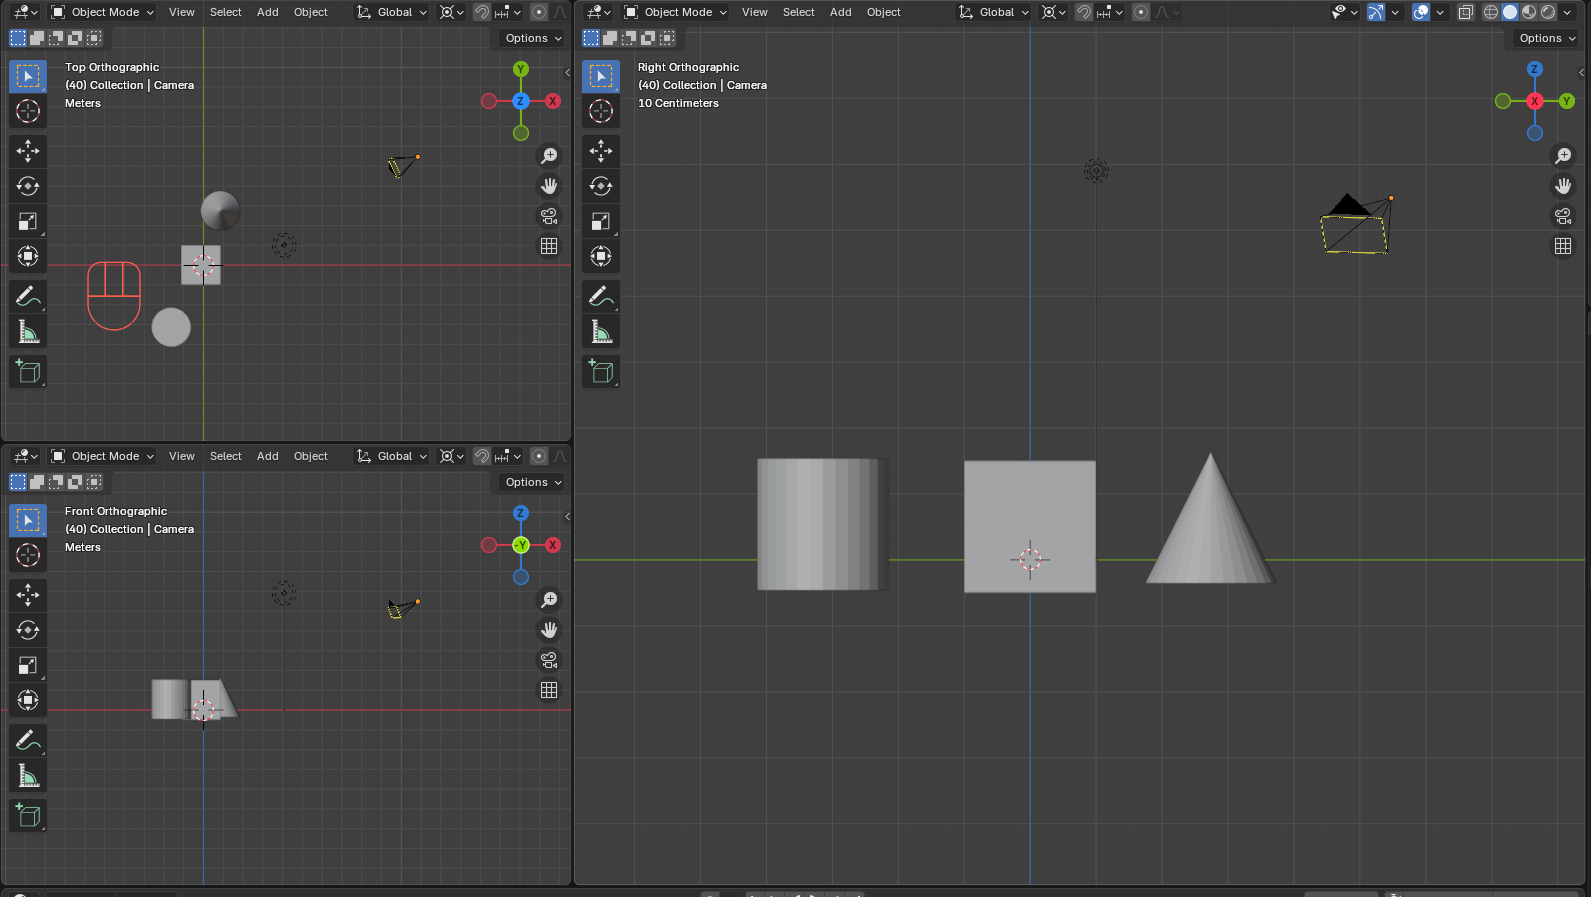 Object Mode View Select Add Object Global
Options
Top Orthographic
(40) Collection | Camera
Meters
Y
Z X
Object Mode View Select Add Object Global
Options
Front Orthographic
(40) Collection | Camera
Meters
Z
-Y X
Object Mode View Select Add Object Global
Options
Right Orthographic
(40) Collection | Camera
10 Centimeters
Z
X Y